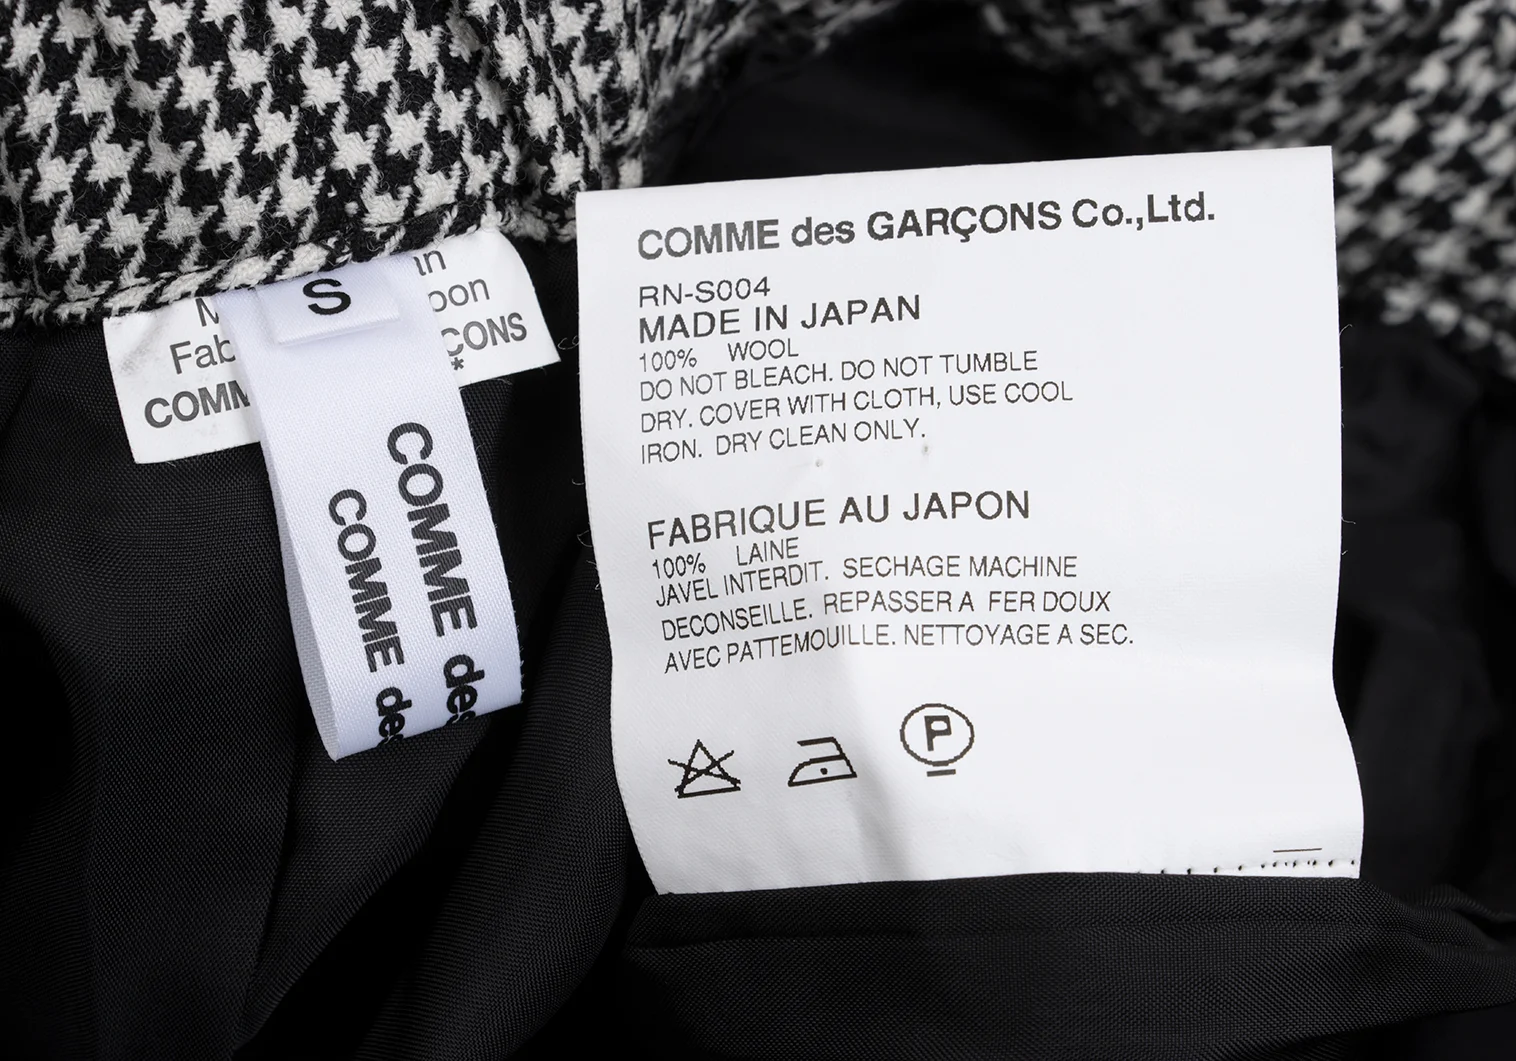 S
COMME des
COMME de
COMME des GARÇONS Co.,Ltd.
RN-S004
MADE IN JAPAN
100% WOOL
DO NOT BLEACH. DO NOT TUMBLE
DRY. COVER WITH CLOTH, USE COOL
IRON. DRY CLEAN ONLY.
FABRIQUE AU JAPON
100% LAINE
JAVEL INTERDIT. SECHAGE MACHINE
DECONSEILLE. REPASSER A FER DOUX
AVEC PATTEMOUILLE. NETTOYAGE A SEC.
P